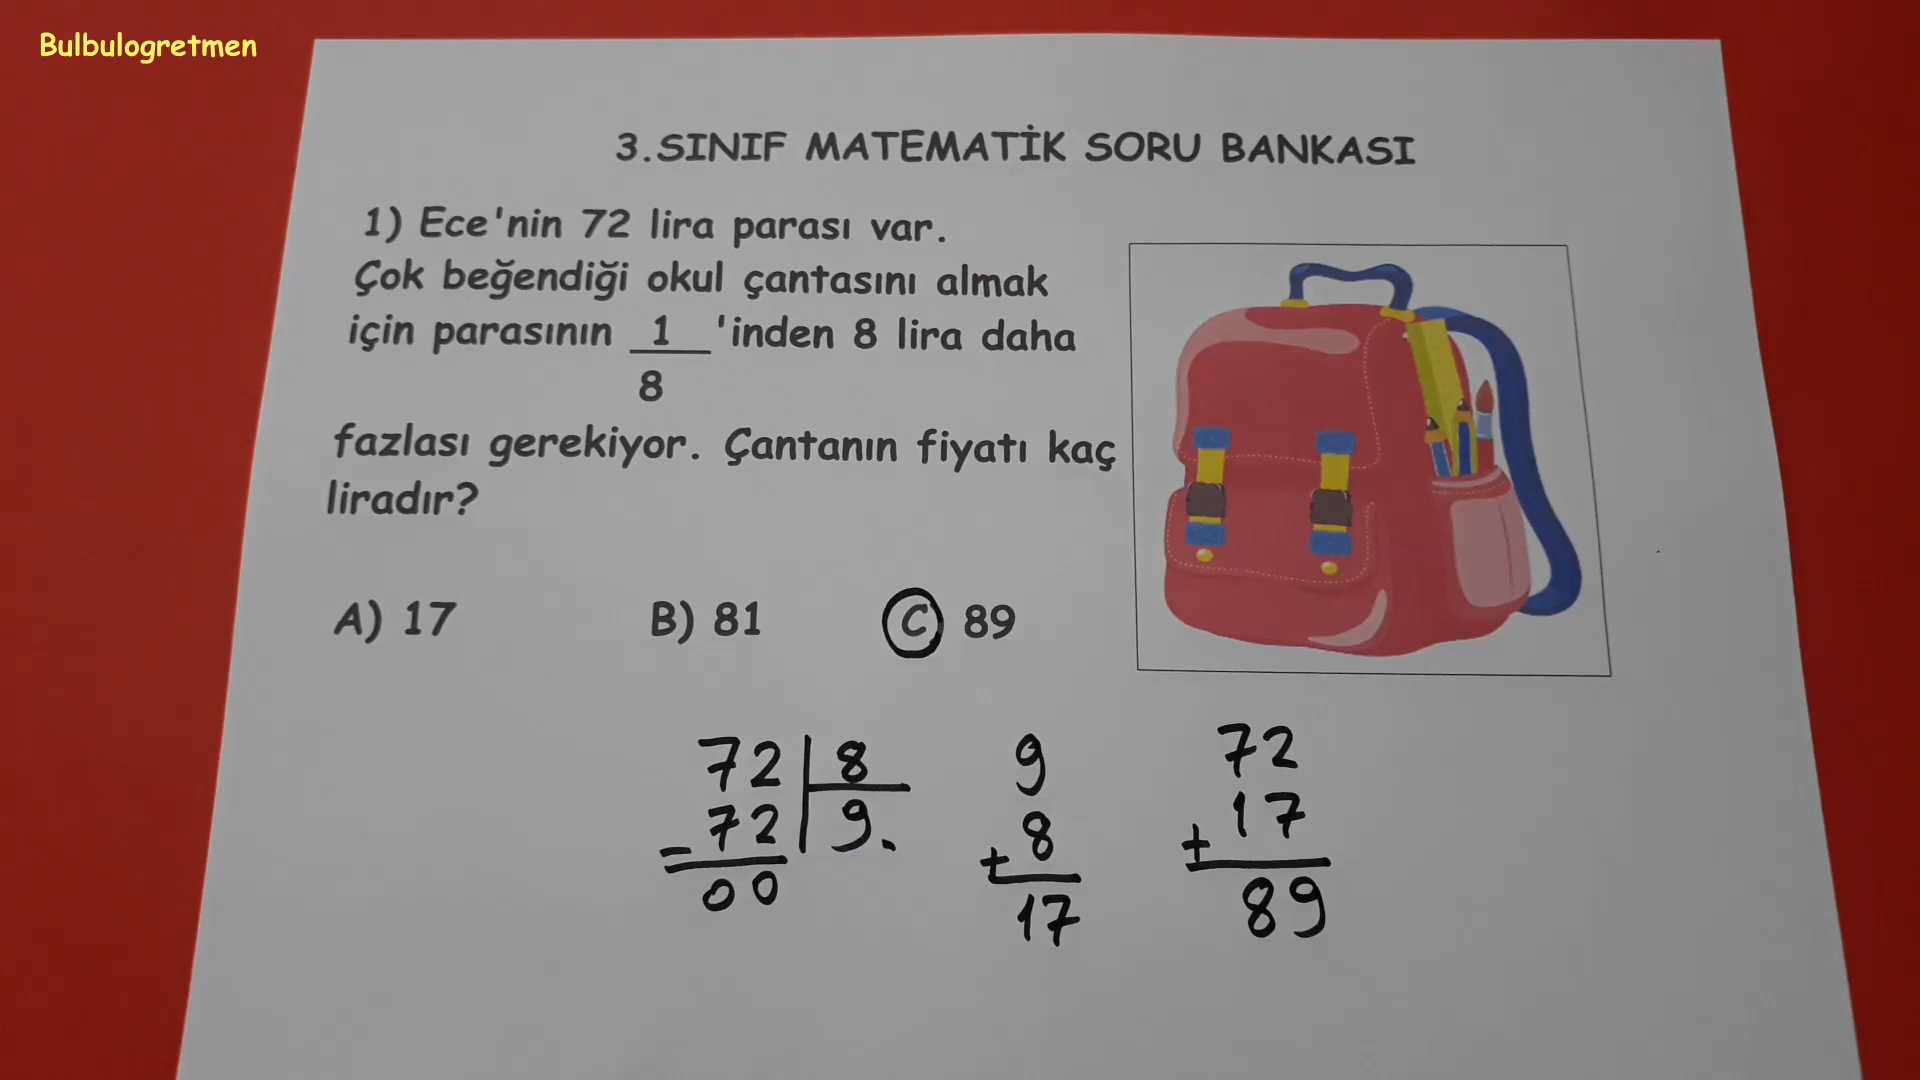 Bulbulogretmen
3.SINIF MATEMATİK SORU BANKASI
1) Ece'nin 72 lira parası var.
Çok beğendiği okul çantasını almak
için parasının 1 'inden 8 lira daha
8
fazlası gerekiyor. Çantanın fiyatı kaç
liradır?
A) 17 B) 81 C 89
72 8 9 72
- 72 9. 8 17
00 + 17 + 89